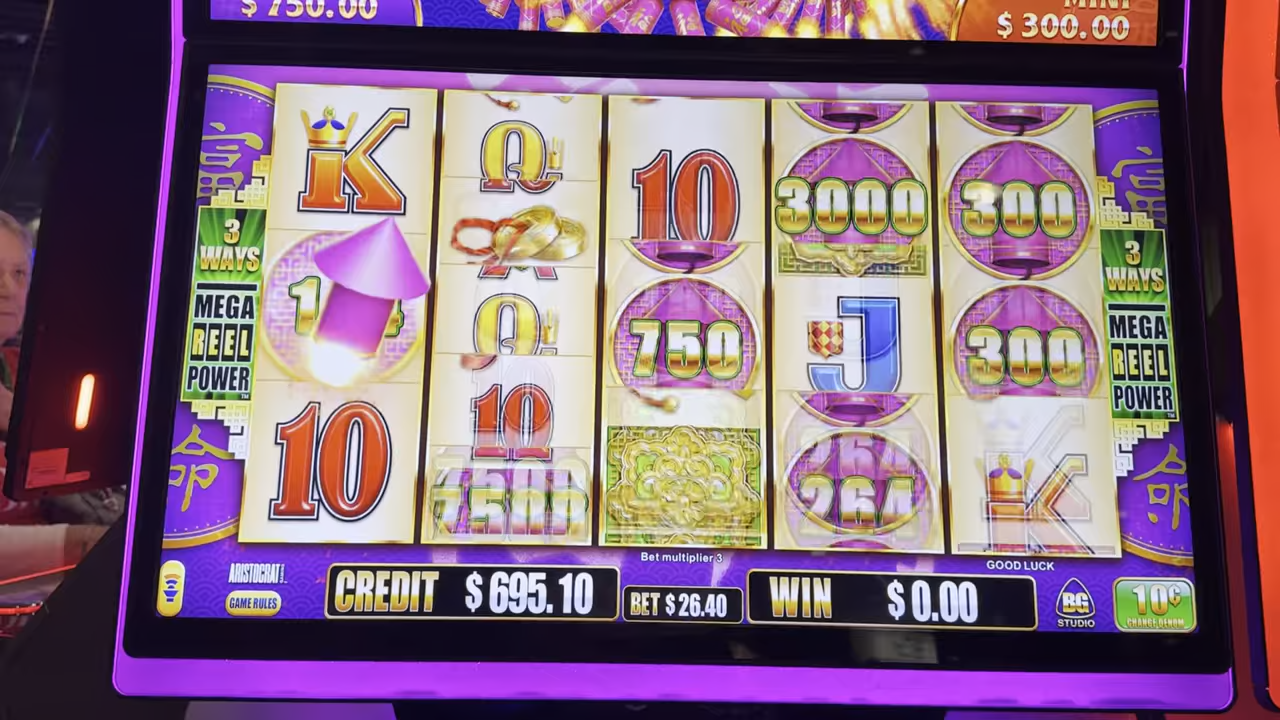 $750.00
MINI
$300.00
K
Q
10
3000
300
富
3
WAYS
MEGA
REEL
POWER
Q
750
J
300
3
WAYS
MEGA
REEL
POWER
10
10
264
K
命
命
Bet multiplier 3
GOOD LUCK
ARISTOCRAT
GAME RULES
CREDIT $695.10
BET $26.40
WIN $0.00
BG
STUDIO
10¢
CHANGE DENOM